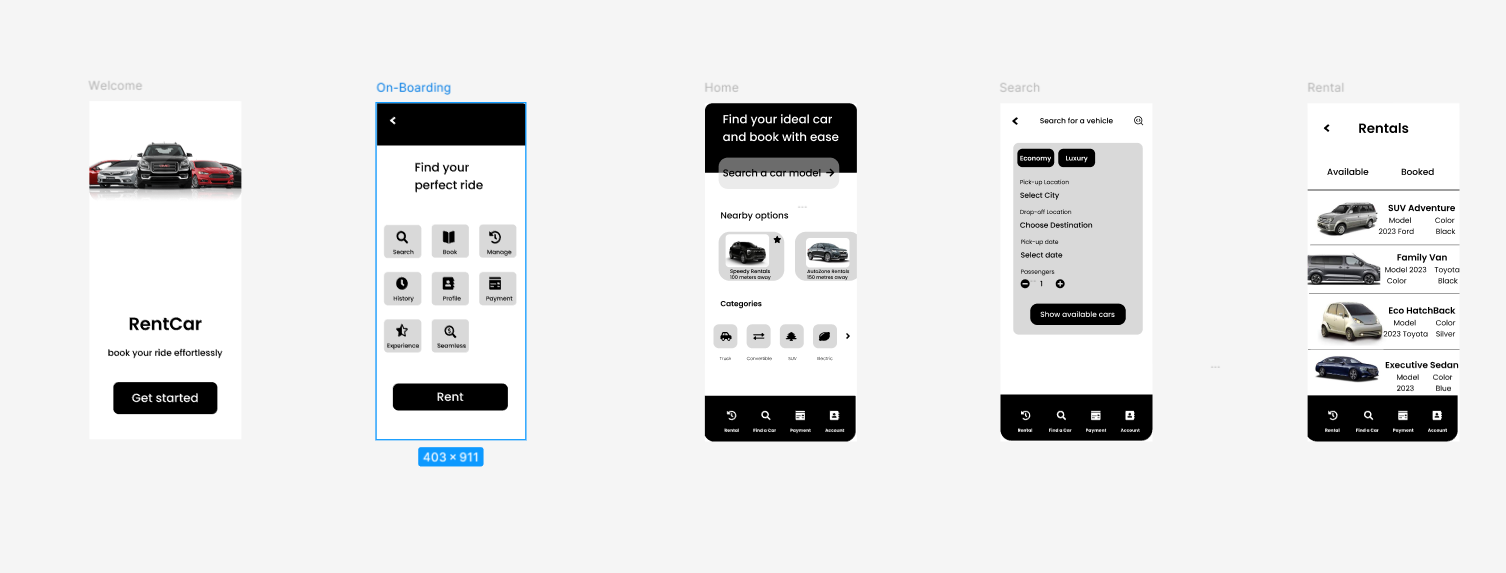 Welcome
RentCar
book your ride effortlessly
Get started
On-Boarding
Find your
perfect ride
Search
Book
Manage
History
Profile
Payment
Experience
Seamless
Rent
403 × 911
Home
Find your ideal car
and book with ease
Search a car model
Nearby options
Speedy Rentals
100 meters away
AutoZone Rentals
150 metres away
Categories
Truck
Convertible
SUV
Electric
Rental
Find a Car
Payment
Account
Search
Search for a vehicle
Economy
Luxury
Pick-up Location
Select City
Drop-off Location
Choose Destination
Pick-up date
Select date
Passengers
1
Show available cars
Rental
Find a Car
Payment
Account
Rental
Rentals
Available
Booked
SUV Adventure
Model Color
2023 Ford Black
Family Van
Model 2023 Toyota
Color Black
Eco HatchBack
Model Color
2023 Toyota Silver
Executive Sedan
Model Color
2023 Blue
Rental
Find a Car
Payment
Account